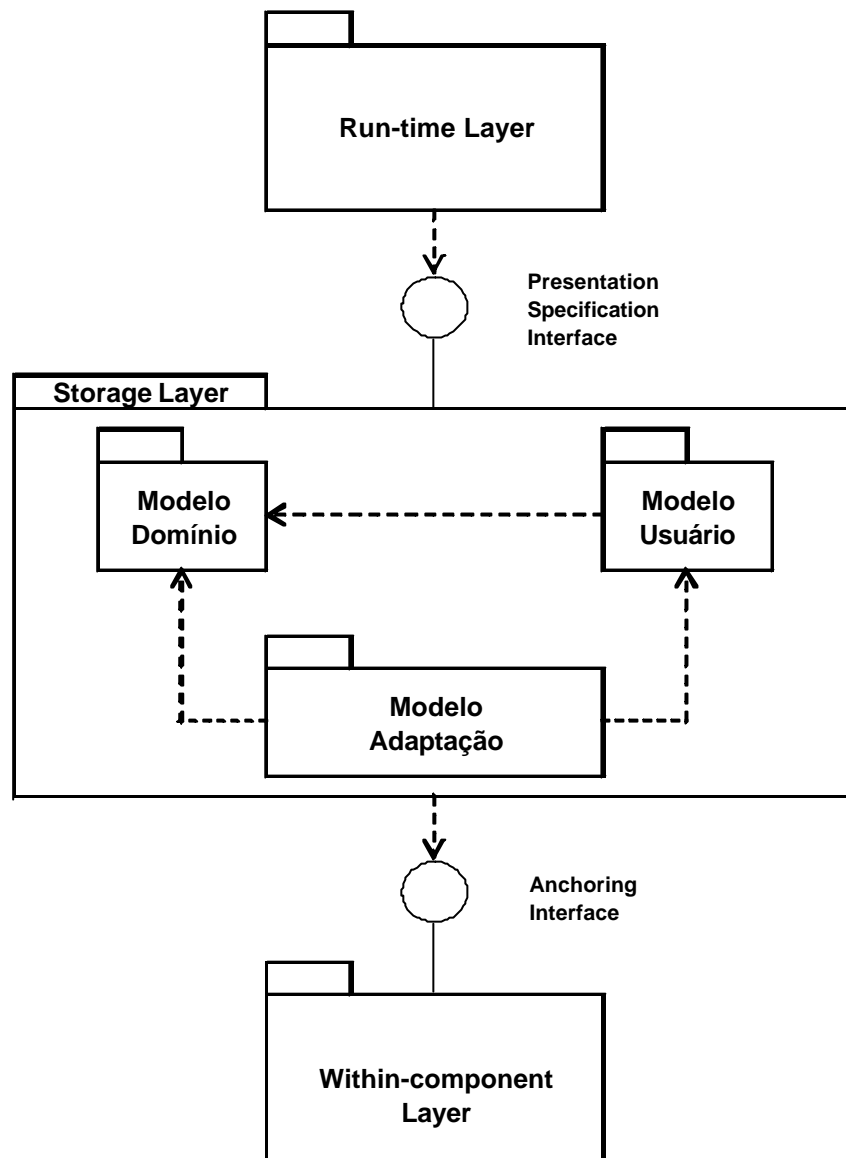 Run-time Layer
Presentation
Specification
Interface
Storage Layer
Modelo
Domínio
Modelo
Usuário
Modelo
Adaptação
Anchoring
Interface
Within-component
Layer